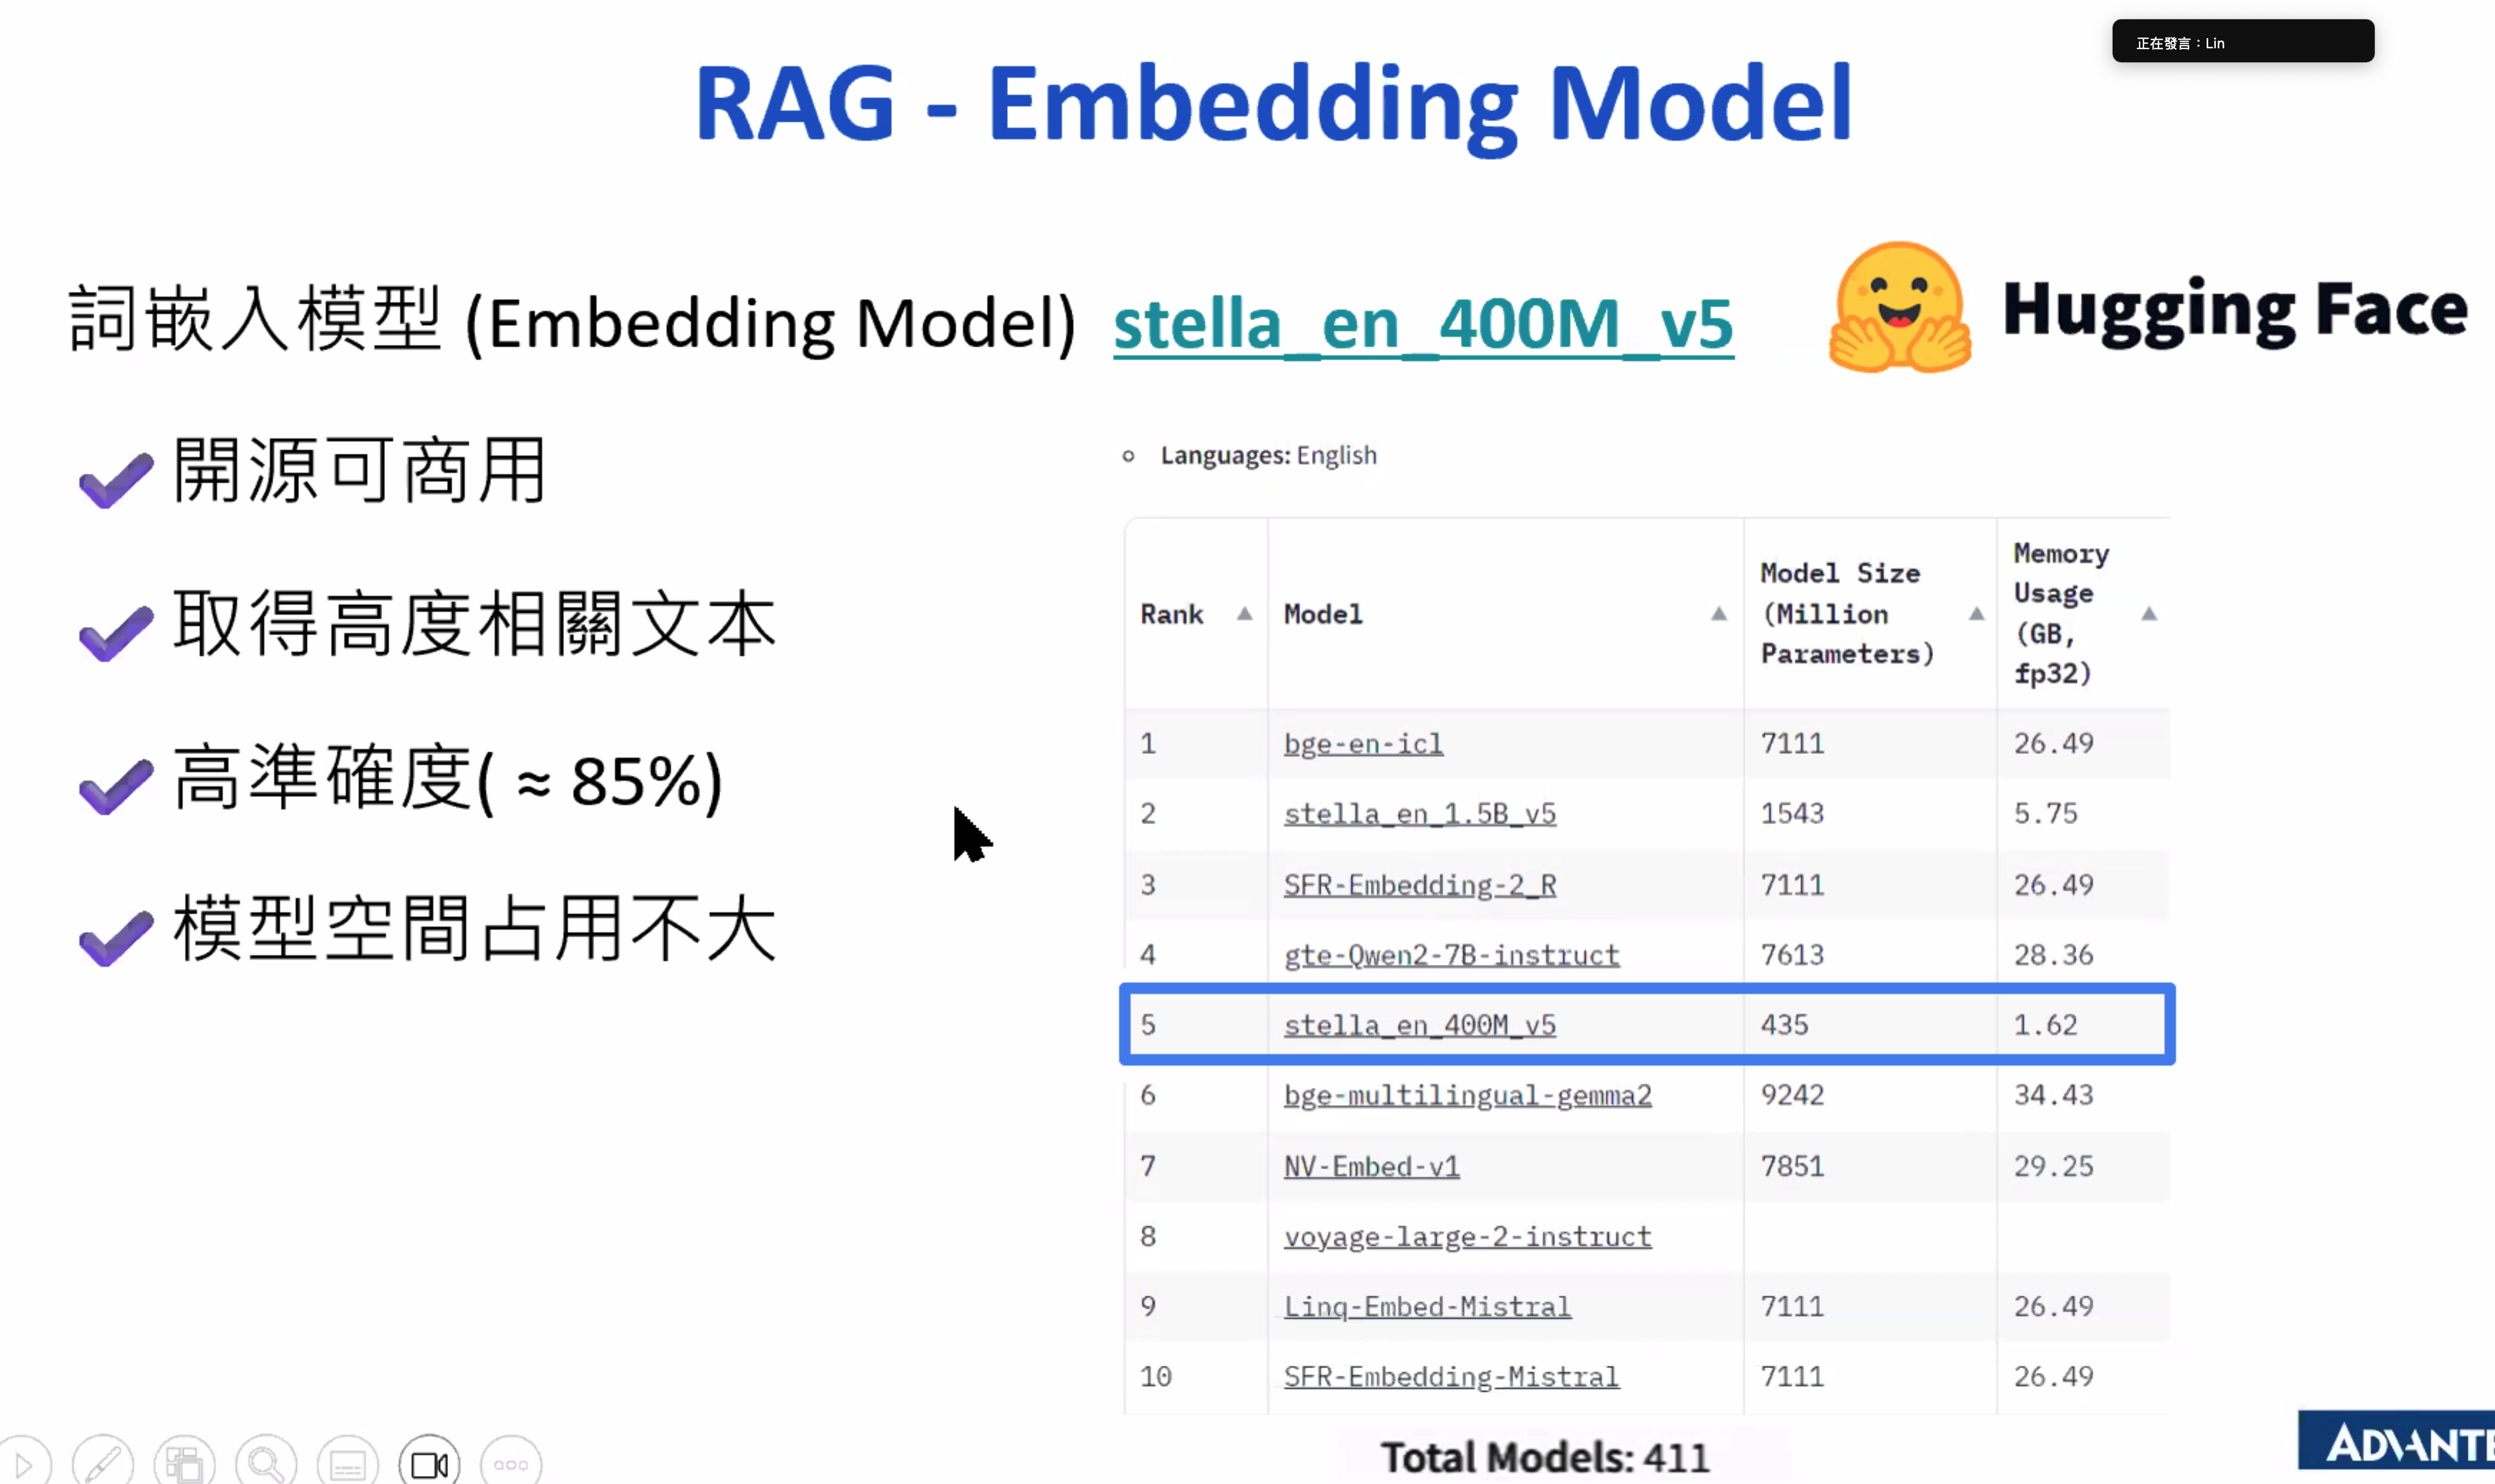 正在發言：Lin
RAG - Embedding Model
詞嵌入模型 (Embedding Model) stella_en_400M_v5
Hugging Face
開源可商用
取得高度相關文本
高準確度( ≈ 85%)
模型空間占用不大
Languages: English
Rank Model Model Size (Million Parameters) Memory Usage (GB, fp32)
1 bge-en-icl 7111 26.49
2 stella_en_1.5B_v5 1543 5.75
3 SFR-Embedding-2_R 7111 26.49
4 gte-Qwen2-7B-instruct 7613 28.36
5 stella_en_400M_v5 435 1.62
6 bge-multilingual-gemma2 9242 34.43
7 NV-Embed-v1 7851 29.25
8 voyage-large-2-instruct
9 Linq-Embed-Mistral 7111 26.49
10 SFR-Embedding-Mistral 7111 26.49
Total Models: 411